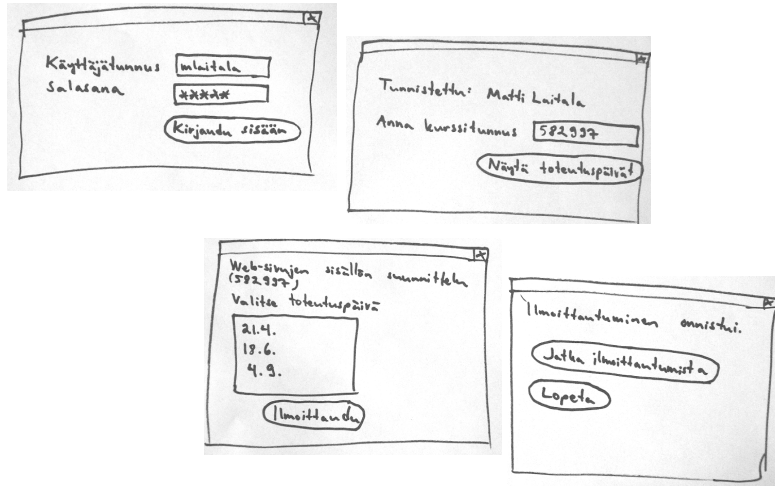 Käyttäjätunnus mlaitala
Salasana *****
Kirjaudu sisään
Tunnistettu: Matti Laitala
Anna kurssitunnus 582997
Näytä toteutuspäivät
Web-sivujen sisällön suunnittelu
(582997)
Valitse toteutuspäivä
21.4.
18.6.
4.9.
Ilmoittaudu
Ilmoittautuminen onnistui.
Jatka ilmoittautumista
Lopeta